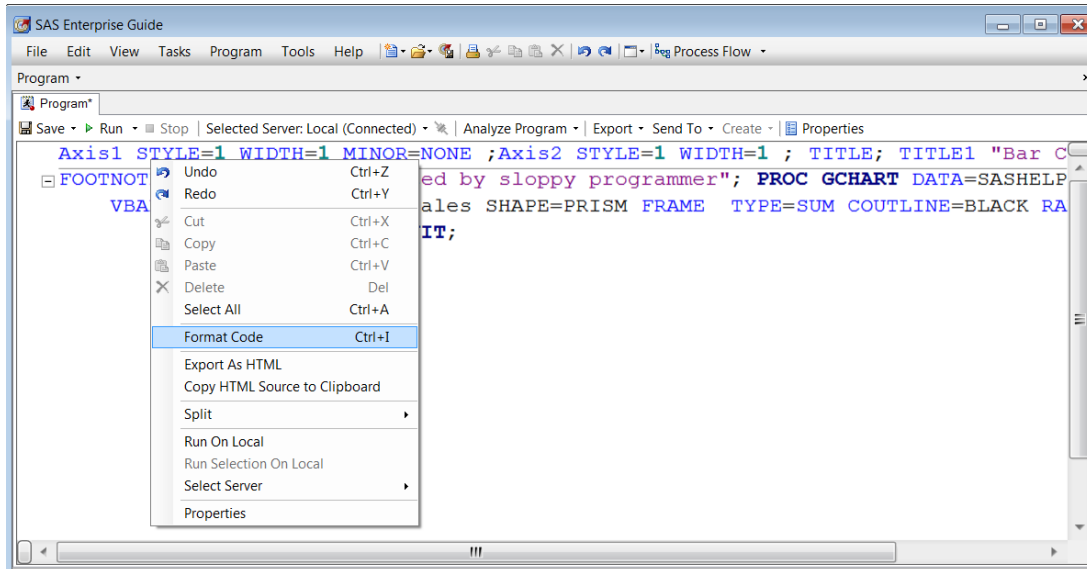 SAS Enterprise Guide
File Edit View Tasks Program Tools Help Process Flow
Program
Program*
Save Run Stop Selected Server: Local (Connected) Analyze Program Export Send To Create Properties
Axis1 STYLE=1 WIDTH=1 MINOR=NONE ;Axis2 STYLE=1 WIDTH=1 ; TITLE; TITLE1 "Bar C
FOOTNOT ed by sloppy programmer"; PROC GCHART DATA=SASHELP
VBA ales SHAPE=PRISM FRAME TYPE=SUM COUTLINE=BLACK RA
IT;
Undo Ctrl+Z
Redo Ctrl+Y
Cut Ctrl+X
Copy Ctrl+C
Paste Ctrl+V
Delete Del
Select All Ctrl+A
Format Code Ctrl+I
Export As HTML
Copy HTML Source to Clipboard
Split
Run On Local
Run Selection On Local
Select Server
Properties